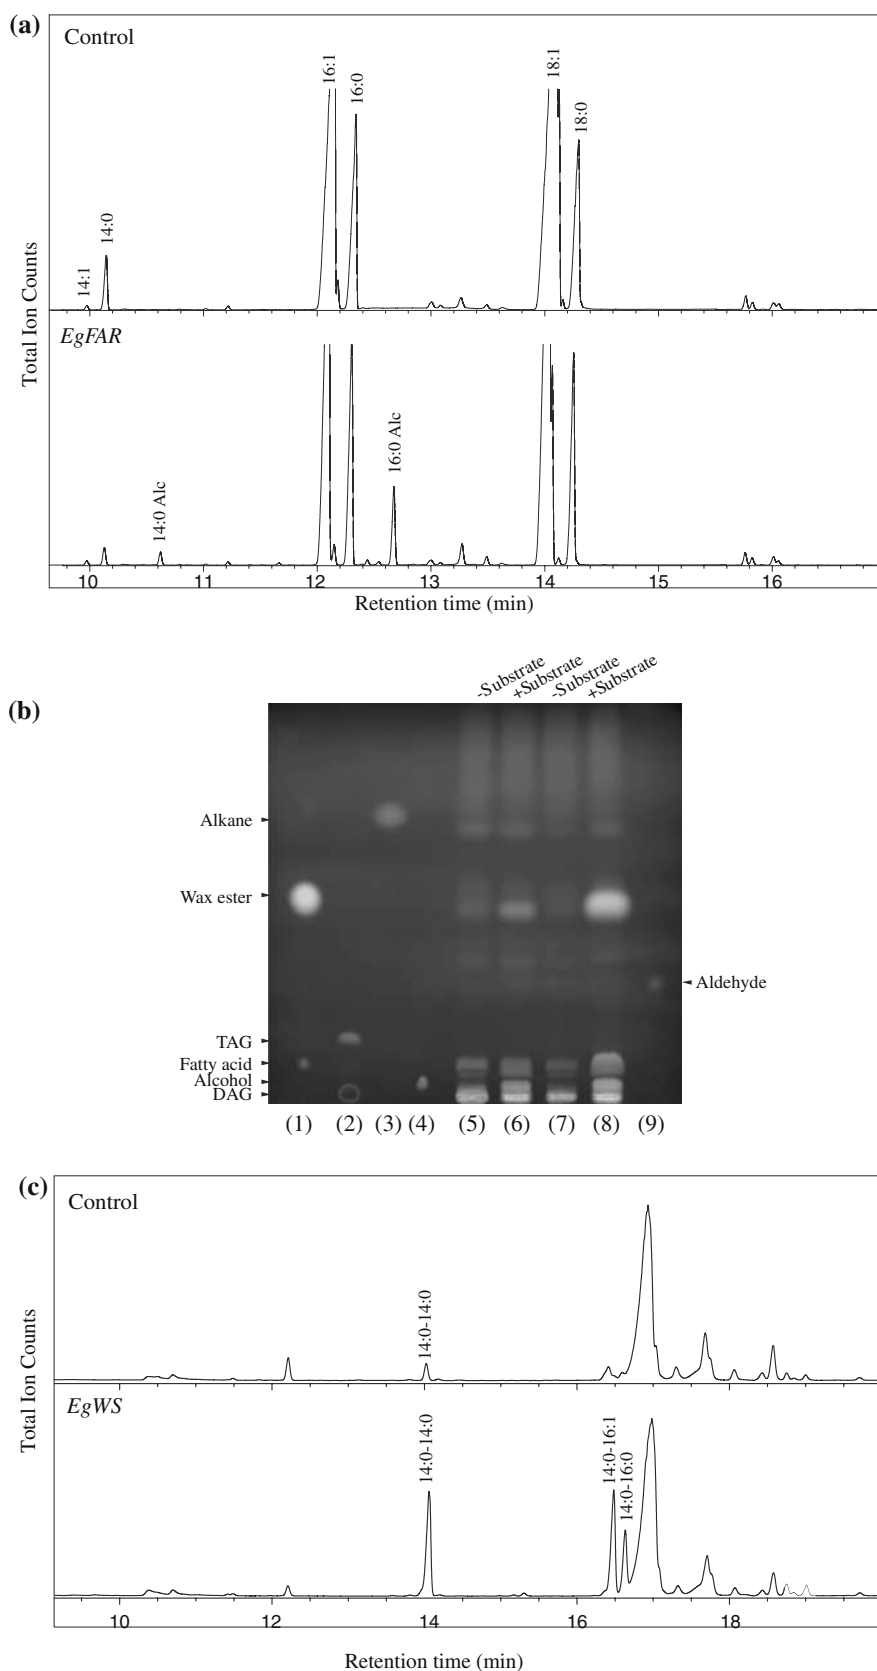 (a)
Control
14:1
14:0
16:1
16:0
18:1
18:0
Total Ion Counts
EgFAR
14:0 Alc
16:0 Alc
10 11 12 13 14 15 16
Retention time (min)
(b)
-Substrate
+Substrate
-Substrate
+Substrate
Alkane
Wax ester
Aldehyde
TAG
Fatty acid
Alcohol
DAG
(1) (2) (3) (4) (5) (6) (7) (8) (9)
(c)
Control
14:0-14:0
Total Ion Counts
EgWS
14:0-14:0
14:0-16:1
14:0-16:0
10 12 14 16 18
Retention time (min)